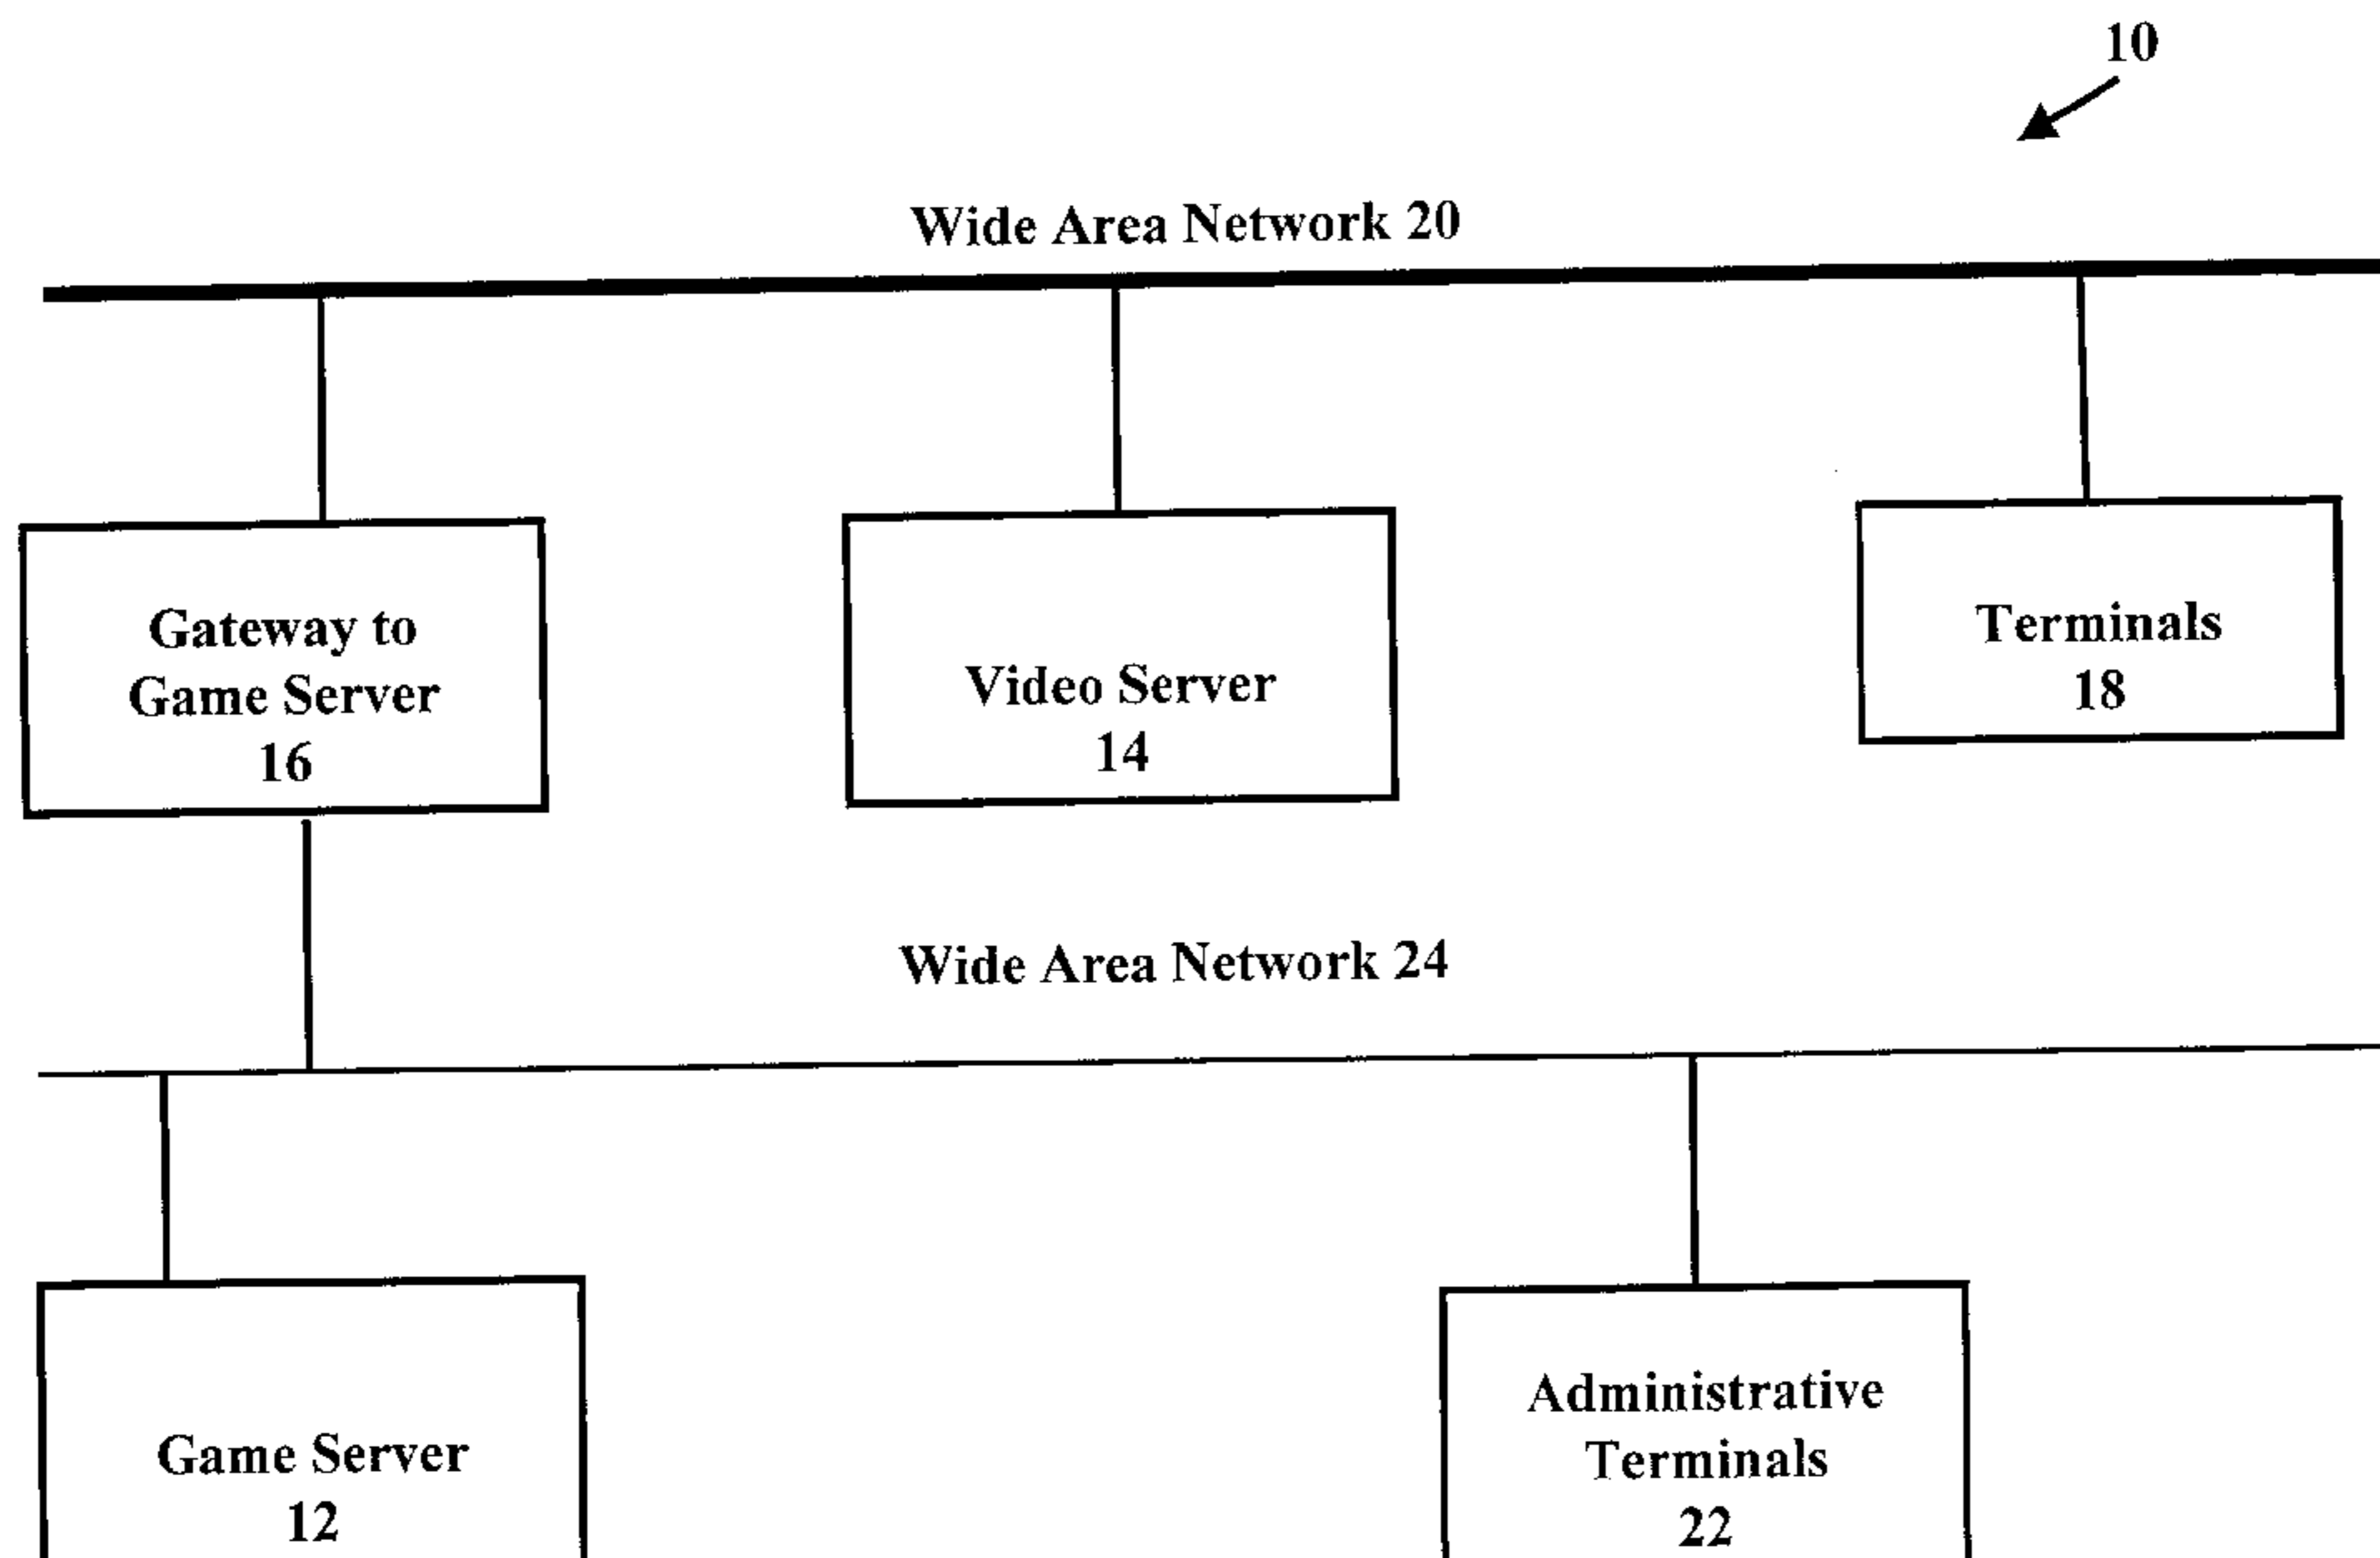 10
Wide Area Network 20
Gateway to
Game Server
16
Video Server
14
Terminals
18
Wide Area Network 24
Game Server
12
Administrative
Terminals
22